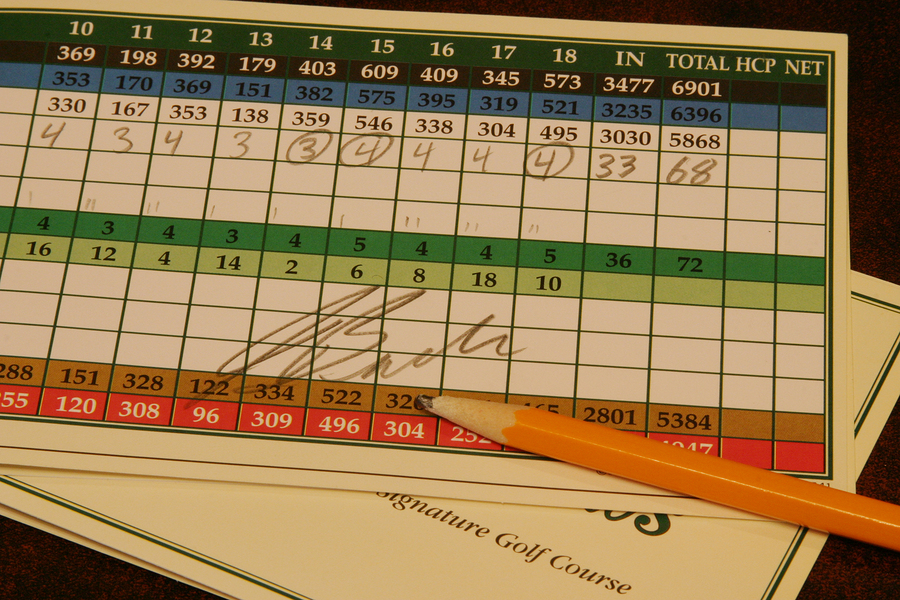 10 11 12 13 14 15 16 17 18 IN TOTAL HCP NET
369 198 392 179 403 609 409 345 573 3477 6901
353 170 369 151 382 575 395 319 521 3235 6396
330 167 353 138 359 546 338 304 495 3030 5868
4 3 4 3 3 4 4 4 4 33 68
4 3 4 3 4 5 4 4 5 36 72
16 12 4 14 2 6 8 18 10
288 151 328 122 334 522 2801 5384
120 308 96 309 496 304 252
Signature Golf Course